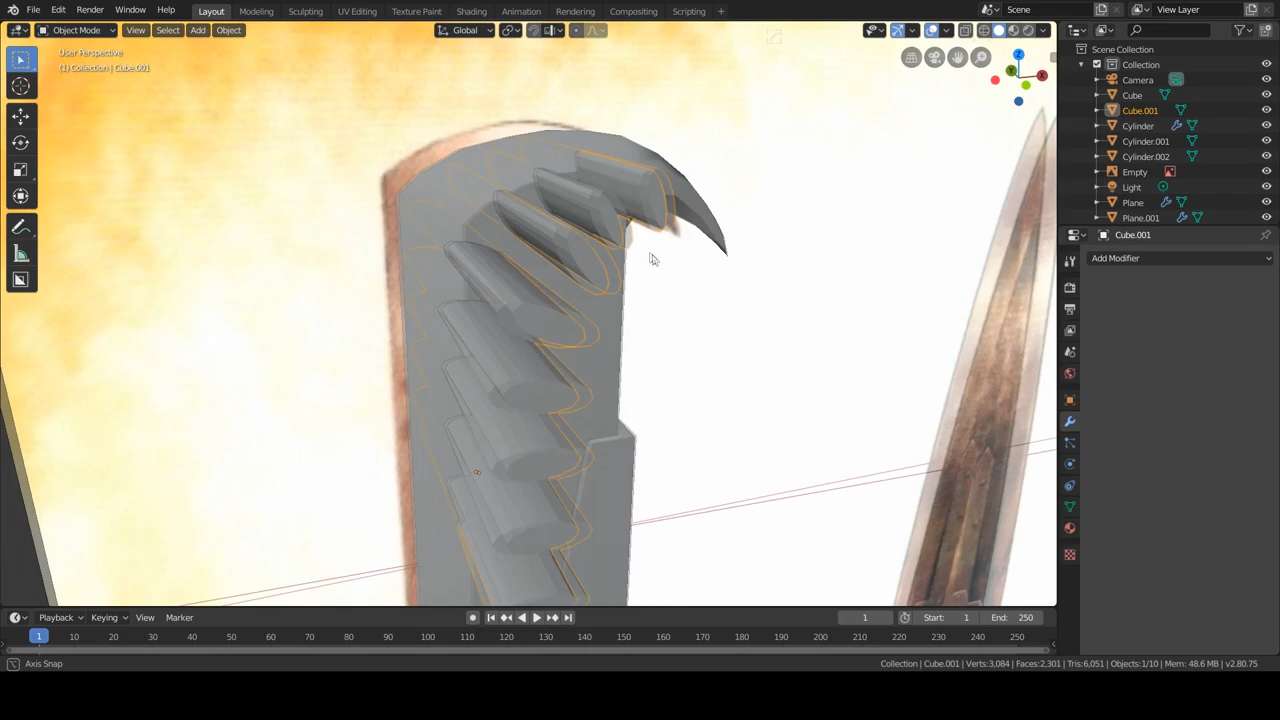 File Edit Render Window Help Layout Modeling Sculpting UV Editing Texture Paint Shading Animation Rendering Compositing Scripting + Scene View Layer
Object Mode View Select Add Object Global
User Perspective
(1) Collection | Cube.001
Z
Y
X
Scene Collection
Collection
Camera
Cube
Cube.001
Cylinder
Cylinder.001
Cylinder.002
Empty
Light
Plane
Plane.001
Cube.001
Add Modifier
Playback Keying View Marker 1 Start: 1 End: 250
1 10 20 30 40 50 60 70 80 90 100 110 120 130 140 150 160 170 180 190 200 210 220 230 240 250
Axis Snap Collection | Cube.001 | Verts:3,084 | Faces:2,301 | Tris:6,051 | Objects:1/10 | Mem: 48.6 MB | v2.80.75